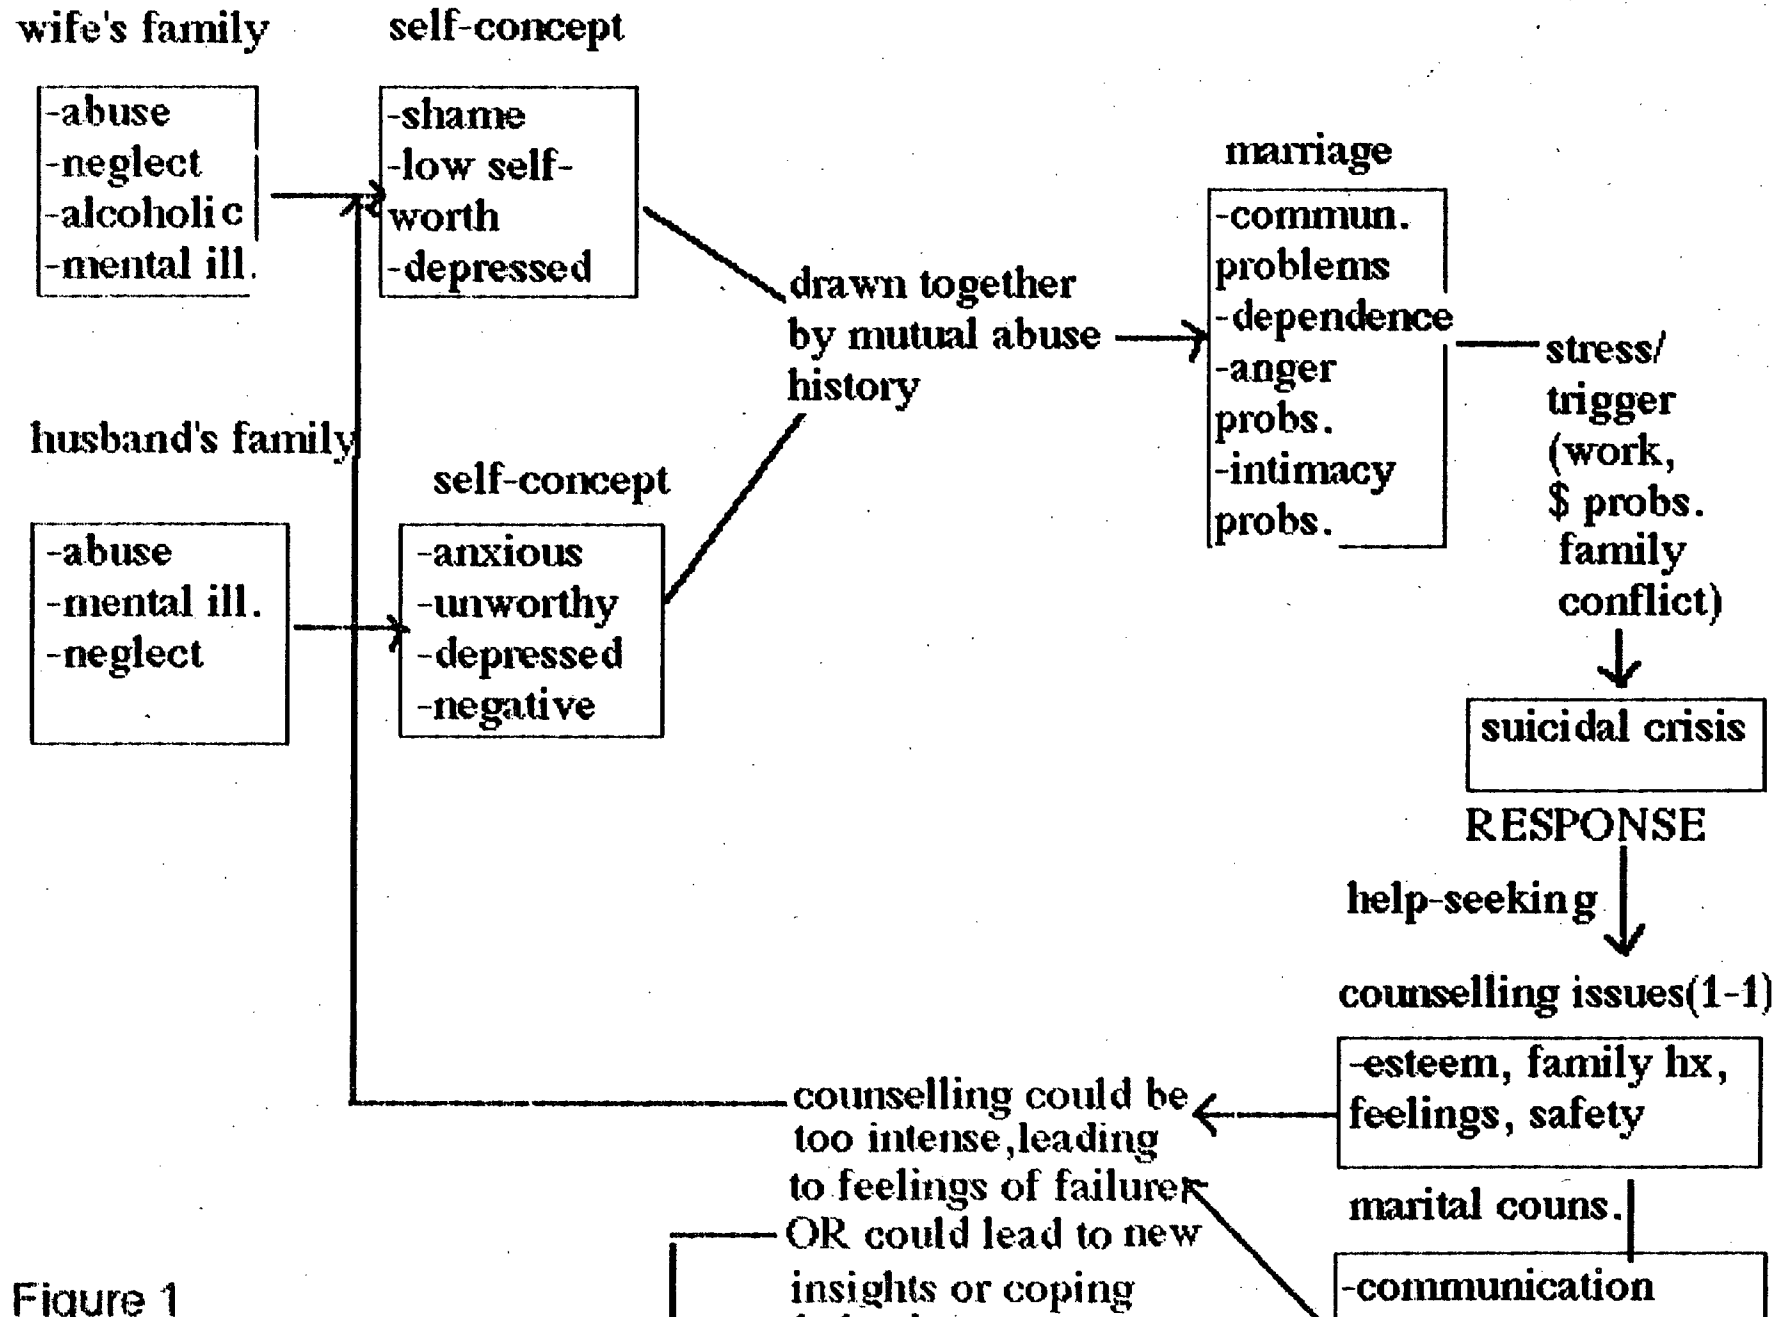 wife's family
self-concept
-abuse
-neglect
-alcoholic
-mental ill.
-shame
-low self-
worth
-depressed
husband's family
self-concept
-abuse
-mental ill.
-neglect
-anxious
-unworthy
-depressed
-negative
drawn together
by mutual abuse
history
marriage
-commun.
problems
-dependence
-anger
probs.
-intimacy
probs.
stress/
trigger
(work,
$ probs.
family
conflict)
suicidal crisis
RESPONSE
help-seeking
counselling issues(1-1)
-esteem, family hx,
feelings, safety
marital couns.
-communication
counselling could be
too intense,leading
to feelings of failure
OR could lead to new
insights or coping
Figure 1